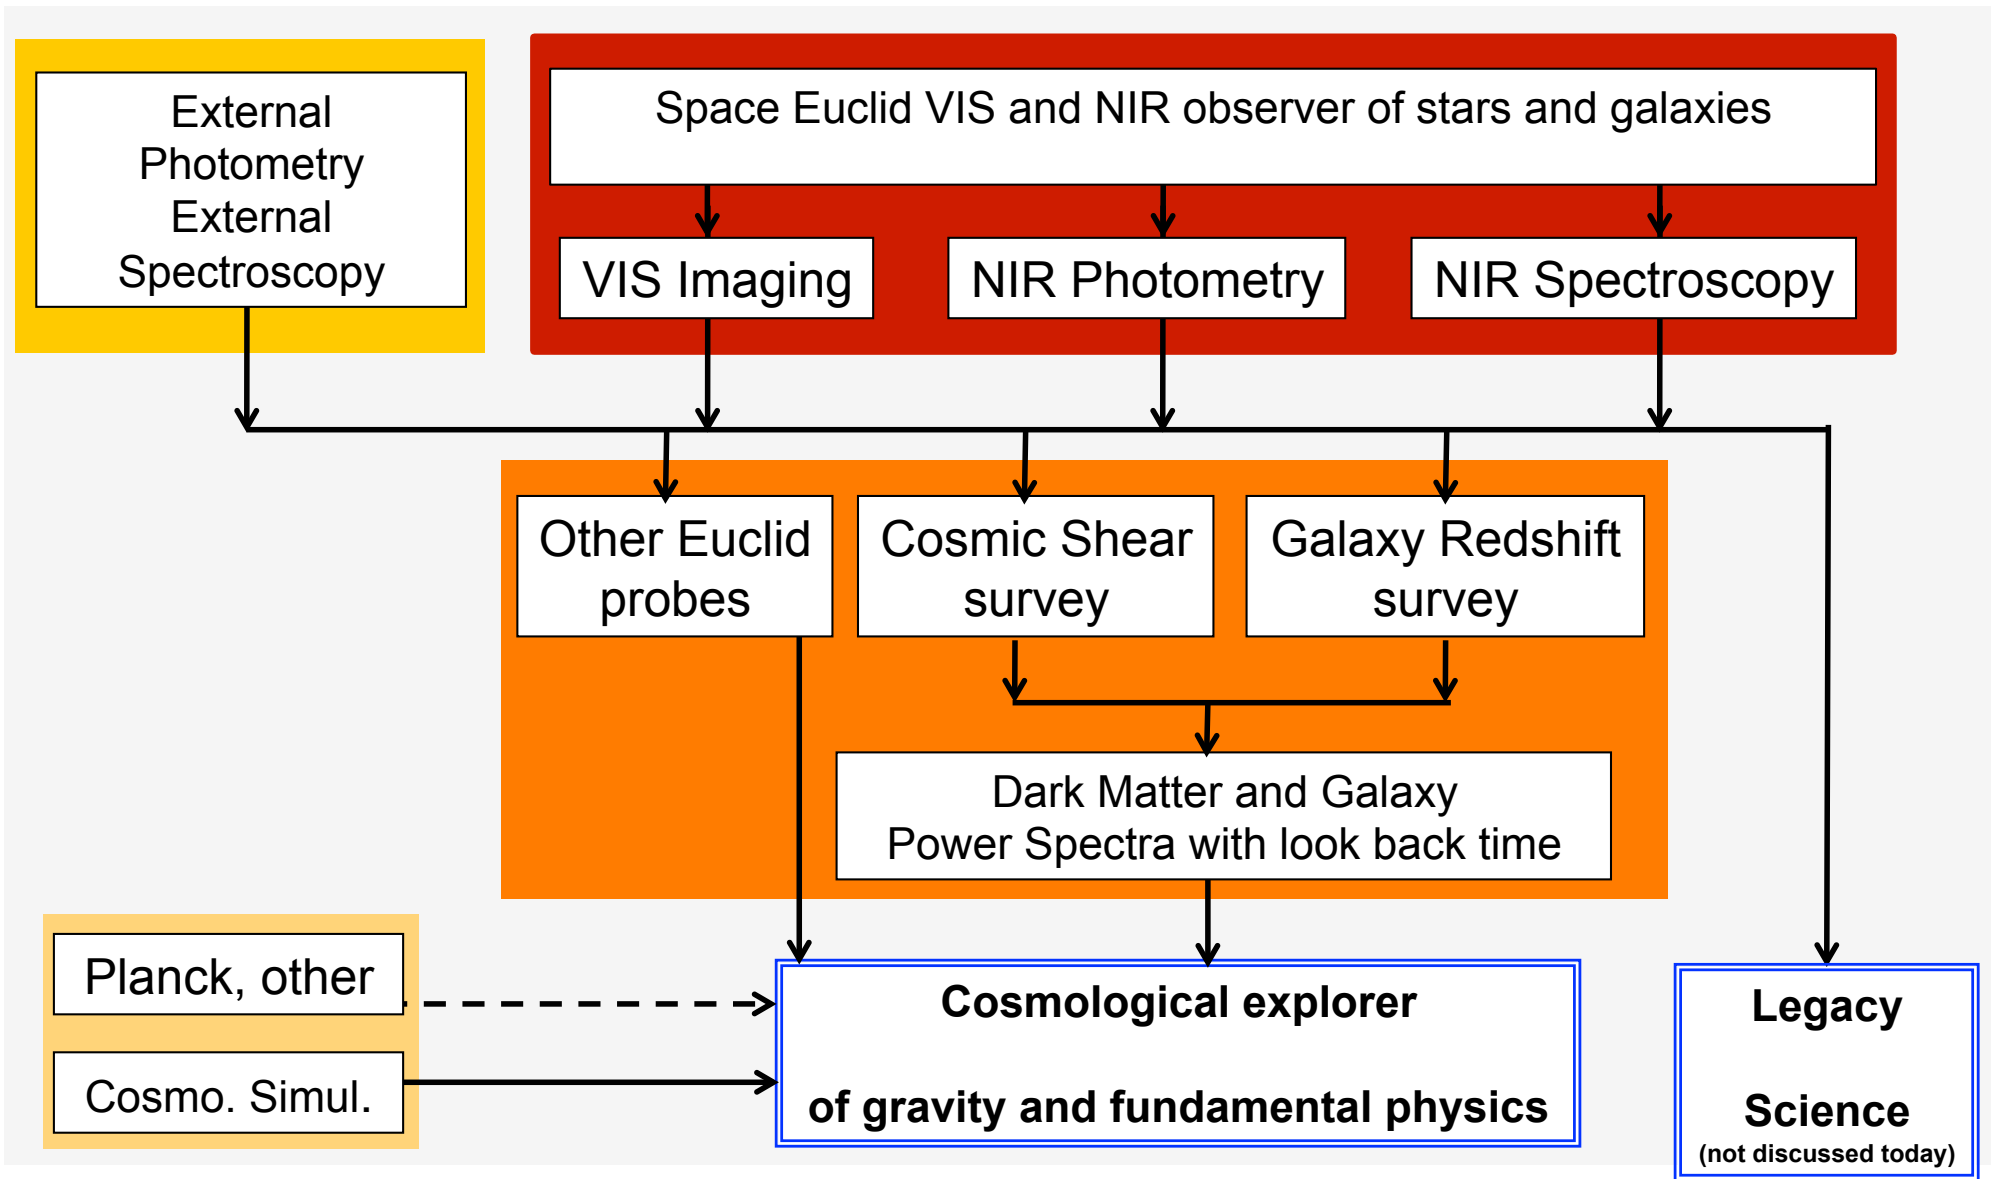 External
Photometry
External
Spectroscopy
Space Euclid VIS and NIR observer of stars and galaxies
VIS Imaging
NIR Photometry
NIR Spectroscopy
Other Euclid
probes
Cosmic Shear
survey
Galaxy Redshift
survey
Dark Matter and Galaxy
Power Spectra with look back time
Planck, other
Cosmo. Simul.
Cosmological explorer
of gravity and fundamental physics
Legacy
Science
(not discussed today)